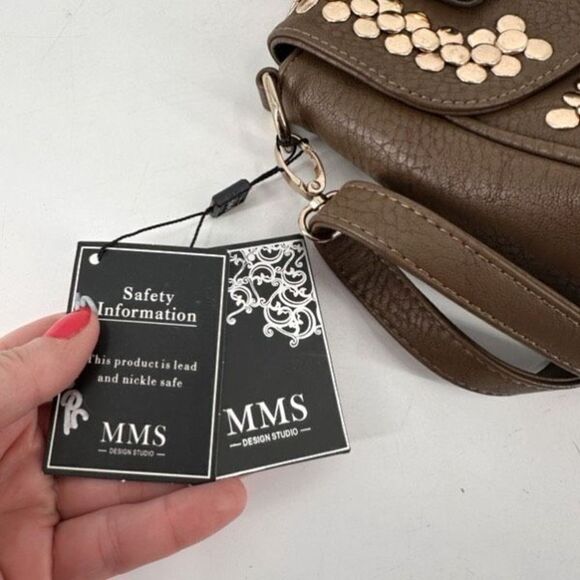 Safety
Information
This product is lead
and nickle safe
MMS
DESIGN STUDIO
MMS
DESIGN STUDIO